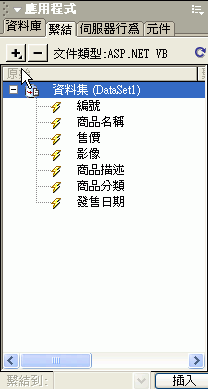 應用程式
資料庫 繫結 伺服器行為 元件
文件類型:ASP.NET VB
資料集 (DataSet1)
編號
商品名稱
售價
影像
商品描述
商品分類
發售日期
繫結到: 插入